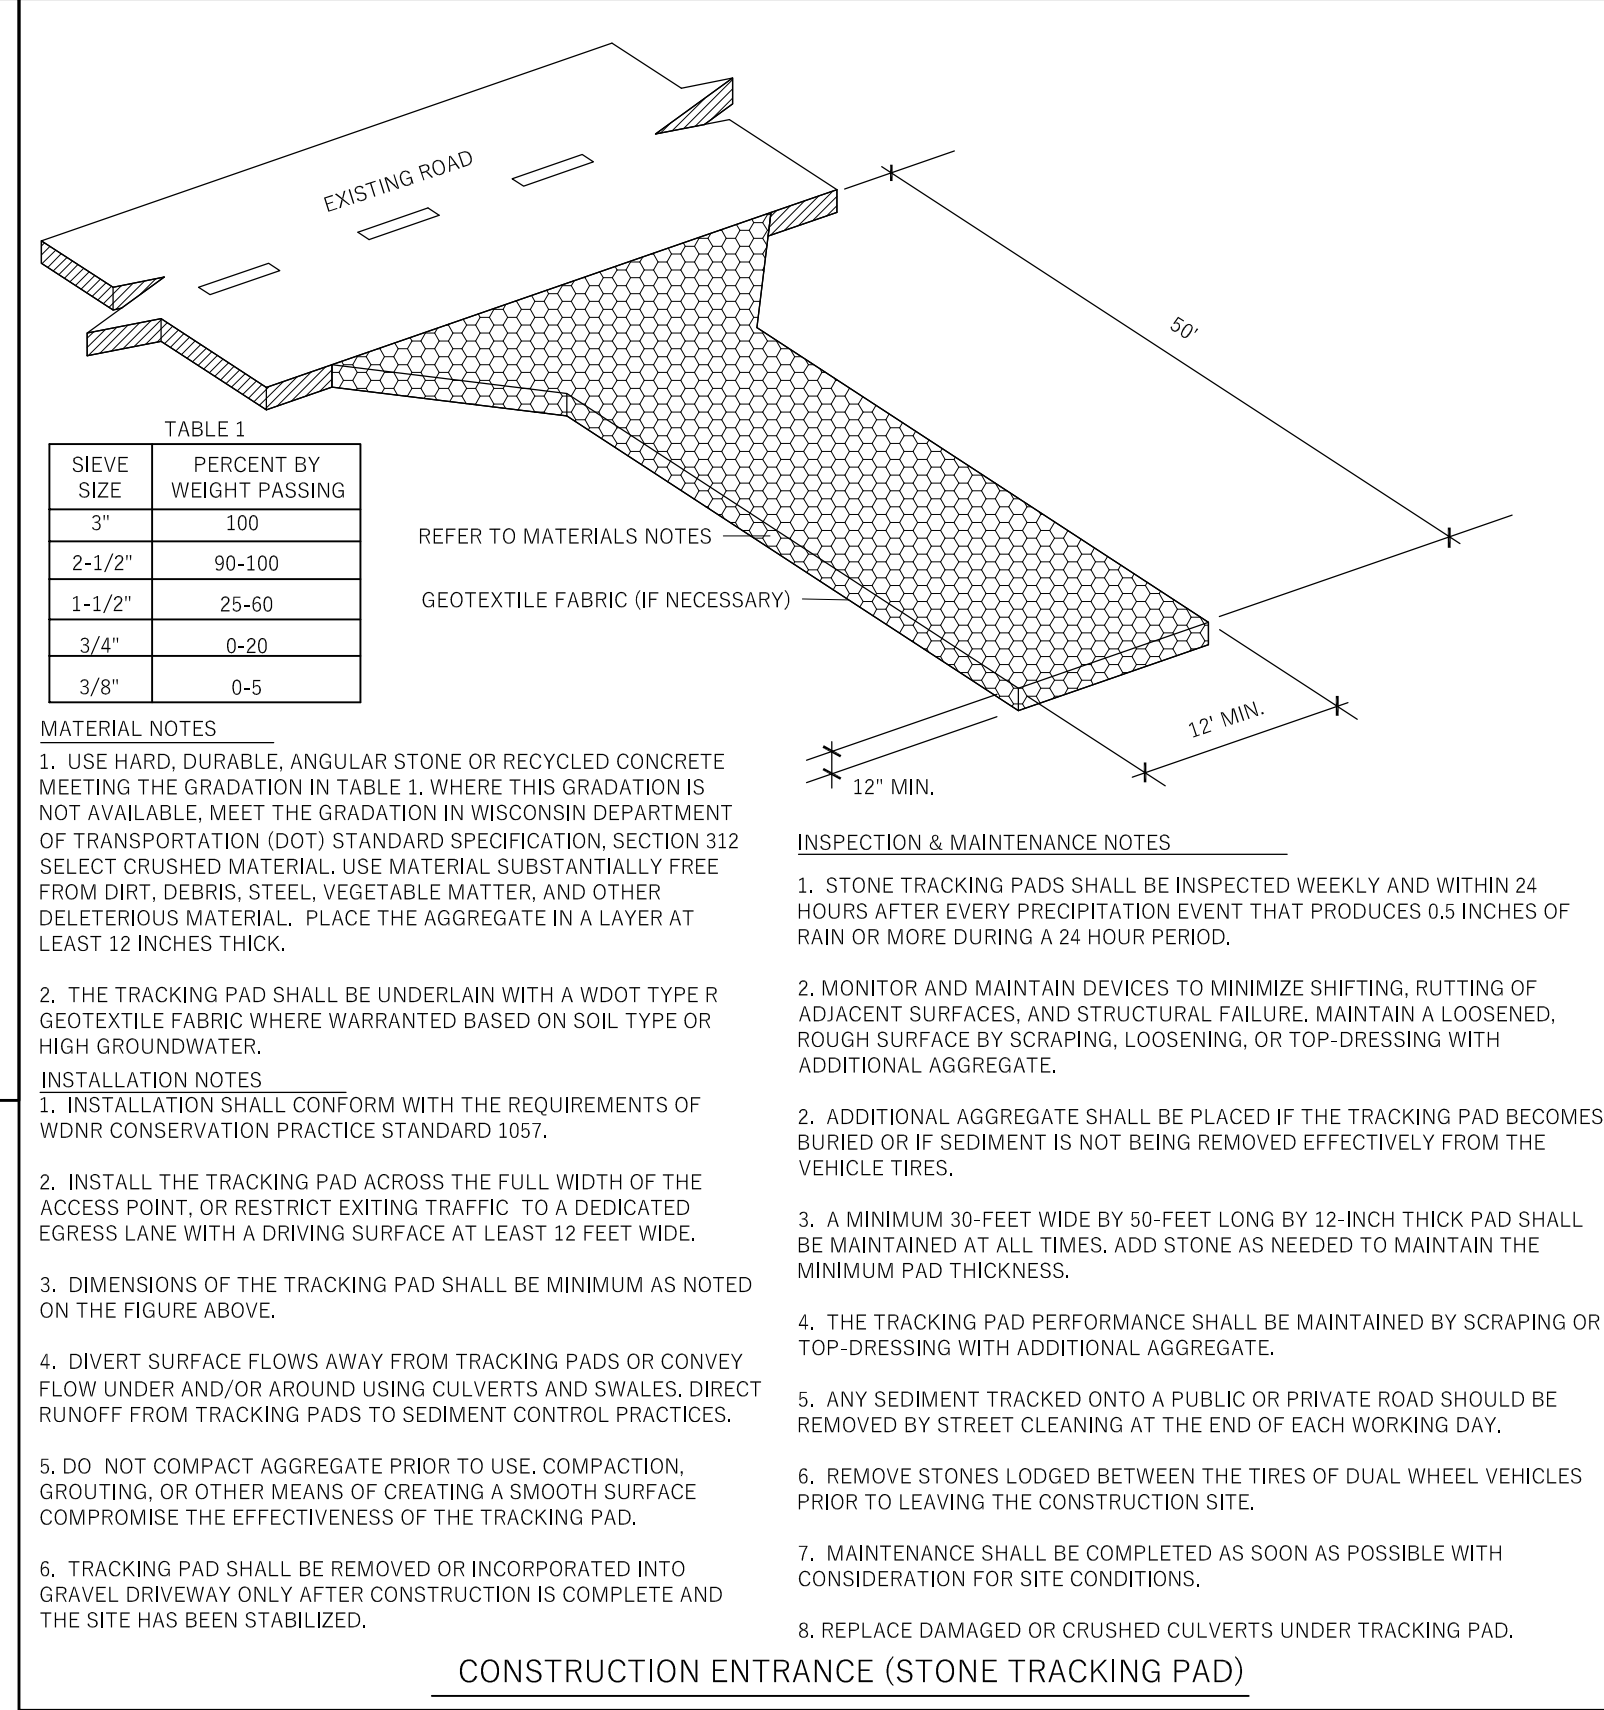 EXISTING ROAD
50'
TABLE 1
SIEVE SIZE PERCENT BY WEIGHT PASSING
3" 100
2-1/2" 90-100
1-1/2" 25-60
3/4" 0-20
3/8" 0-5
REFER TO MATERIALS NOTES
GEOTEXTILE FABRIC (IF NECESSARY)
12' MIN.
12" MIN.
MATERIAL NOTES
1. USE HARD, DURABLE, ANGULAR STONE OR RECYCLED CONCRETE
MEETING THE GRADATION IN TABLE 1. WHERE THIS GRADATION IS
NOT AVAILABLE, MEET THE GRADATION IN WISCONSIN DEPARTMENT
OF TRANSPORTATION (DOT) STANDARD SPECIFICATION, SECTION 312
SELECT CRUSHED MATERIAL. USE MATERIAL SUBSTANTIALLY FREE
FROM DIRT, DEBRIS, STEEL, VEGETABLE MATTER, AND OTHER
DELETERIOUS MATERIAL. PLACE THE AGGREGATE IN A LAYER AT
LEAST 12 INCHES THICK.
2. THE TRACKING PAD SHALL BE UNDERLAIN WITH A WDOT TYPE R
GEOTEXTILE FABRIC WHERE WARRANTED BASED ON SOIL TYPE OR
HIGH GROUNDWATER.
INSTALLATION NOTES
1. INSTALLATION SHALL CONFORM WITH THE REQUIREMENTS OF
WDNR CONSERVATION PRACTICE STANDARD 1057.
2. INSTALL THE TRACKING PAD ACROSS THE FULL WIDTH OF THE
ACCESS POINT, OR RESTRICT EXITING TRAFFIC TO A DEDICATED
EGRESS LANE WITH A DRIVING SURFACE AT LEAST 12 FEET WIDE.
3. DIMENSIONS OF THE TRACKING PAD SHALL BE MINIMUM AS NOTED
ON THE FIGURE ABOVE.
4. DIVERT SURFACE FLOWS AWAY FROM TRACKING PADS OR CONVEY
FLOW UNDER AND/OR AROUND USING CULVERTS AND SWALES. DIRECT
RUNOFF FROM TRACKING PADS TO SEDIMENT CONTROL PRACTICES.
5. DO NOT COMPACT AGGREGATE PRIOR TO USE. COMPACTION,
GROUTING, OR OTHER MEANS OF CREATING A SMOOTH SURFACE
COMPROMISE THE EFFECTIVENESS OF THE TRACKING PAD.
6. TRACKING PAD SHALL BE REMOVED OR INCORPORATED INTO
GRAVEL DRIVEWAY ONLY AFTER CONSTRUCTION IS COMPLETE AND
THE SITE HAS BEEN STABILIZED.
INSPECTION & MAINTENANCE NOTES
1. STONE TRACKING PADS SHALL BE INSPECTED WEEKLY AND WITHIN 24
HOURS AFTER EVERY PRECIPITATION EVENT THAT PRODUCES 0.5 INCHES OF
RAIN OR MORE DURING A 24 HOUR PERIOD.
2. MONITOR AND MAINTAIN DEVICES TO MINIMIZE SHIFTING, RUTTING OF
ADJACENT SURFACES, AND STRUCTURAL FAILURE. MAINTAIN A LOOSENED,
ROUGH SURFACE BY SCRAPING, LOOSENING, OR TOP-DRESSING WITH
ADDITIONAL AGGREGATE.
2. ADDITIONAL AGGREGATE SHALL BE PLACED IF THE TRACKING PAD BECOMES
BURIED OR IF SEDIMENT IS NOT BEING REMOVED EFFECTIVELY FROM THE
VEHICLE TIRES.
3. A MINIMUM 30-FEET WIDE BY 50-FEET LONG BY 12-INCH THICK PAD SHALL
BE MAINTAINED AT ALL TIMES. ADD STONE AS NEEDED TO MAINTAIN THE
MINIMUM PAD THICKNESS.
4. THE TRACKING PAD PERFORMANCE SHALL BE MAINTAINED BY SCRAPING OR
TOP-DRESSING WITH ADDITIONAL AGGREGATE.
5. ANY SEDIMENT TRACKED ONTO A PUBLIC OR PRIVATE ROAD SHOULD BE
REMOVED BY STREET CLEANING AT THE END OF EACH WORKING DAY.
6. REMOVE STONES LODGED BETWEEN THE TIRES OF DUAL WHEEL VEHICLES
PRIOR TO LEAVING THE CONSTRUCTION SITE.
7. MAINTENANCE SHALL BE COMPLETED AS SOON AS POSSIBLE WITH
CONSIDERATION FOR SITE CONDITIONS.
8. REPLACE DAMAGED OR CRUSHED CULVERTS UNDER TRACKING PAD.
CONSTRUCTION ENTRANCE (STONE TRACKING PAD)